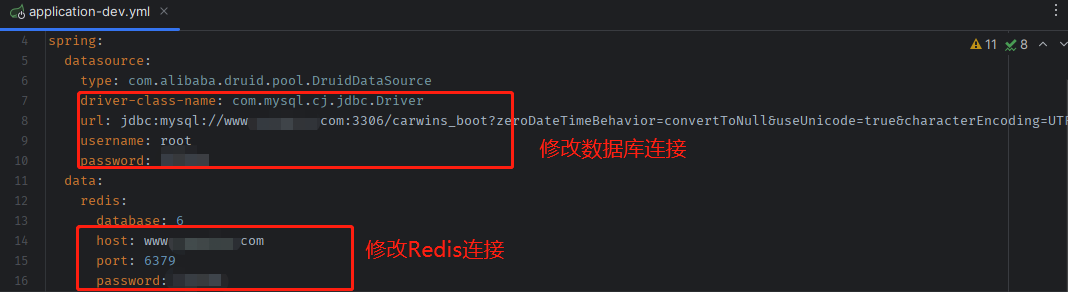 application-dev.yml
11 8
4 spring:
5 datasource:
6 type: com.alibaba.druid.pool.DruidDataSource
7 driver-class-name: com.mysql.cj.jdbc.Driver
8 url: jdbc:mysql://www com:3306/carwins_boot?zeroDateTimeBehavior=convertToNull&useUnicode=true&characterEncoding=UTF
9 username: root
修改数据库连接
10 password:
11 data:
12 redis:
13 database: 6
14 host: www com
修改Redis连接
15 port: 6379
16 password: